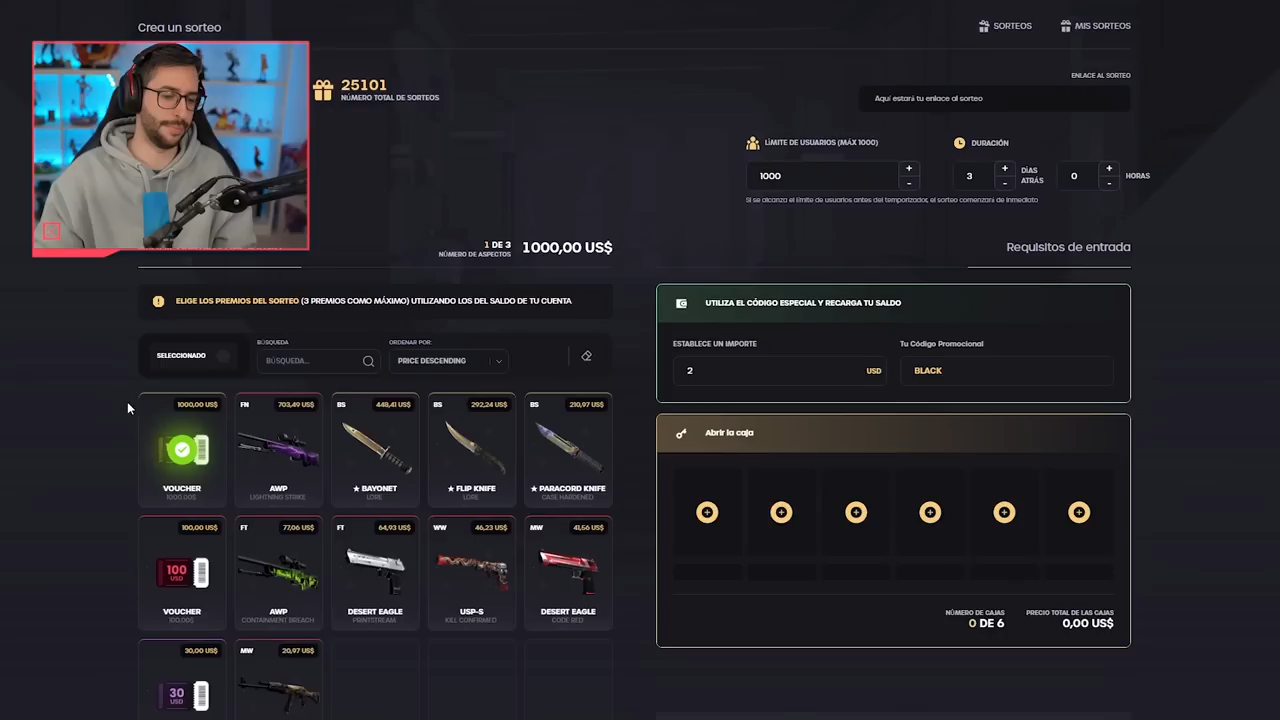 Crea un sorteo
SORTEOS
MIS SORTEOS
25101
NÚMERO TOTAL DE SORTEOS
ENLACE AL SORTEO
Aquí estará tu enlace al sorteo
LÍMITE DE USUARIOS (MÁX 1000)
DURACIÓN
1000
+
-
3
+
-
DÍAS
ATRÁS
0
+
-
HORAS
Si se alcanza el límite de usuarios antes del temporizador, el sorteo comenzará de inmediato
1 DE 3
NÚMERO DE ASPECTOS
1000,00 US$
Requisitos de entrada
ELIGE LOS PREMIOS DEL SORTEO (3 PREMIOS COMO MÁXIMO) UTILIZANDO LOS DEL SALDO DE TU CUENTA
SELECCIONADO
BÚSQUEDA
BÚSQUEDA...
ORDENAR POR:
PRICE DESCENDING
1000,00 US$
VOUCHER
1000.00$
FN
703,49 US$
AWP
LIGHTNING STRIKE
BS
448,41 US$
★ BAYONET
LORE
BS
292,24 US$
★ FLIP KNIFE
LORE
BS
210,97 US$
★ PARACORD KNIFE
CASE HARDENED
100,00 US$
100
USD
VOUCHER
100.00$
FT
77,06 US$
AWP
CONTAINMENT BREACH
FT
64,93 US$
DESERT EAGLE
PRINTSTREAM
WW
46,23 US$
USP-S
KILL CONFIRMED
MW
41,56 US$
DESERT EAGLE
CODE RED
30,00 US$
30
USD
MW
20,97 US$
UTILIZA EL CÓDIGO ESPECIAL Y RECARGA TU SALDO
ESTABLECE UN IMPORTE
2
USD
Tu Código Promocional
BLACK
Abrir la caja
NÚMERO DE CAJAS
0 DE 6
PRECIO TOTAL DE LAS CAJAS
0,00 US$